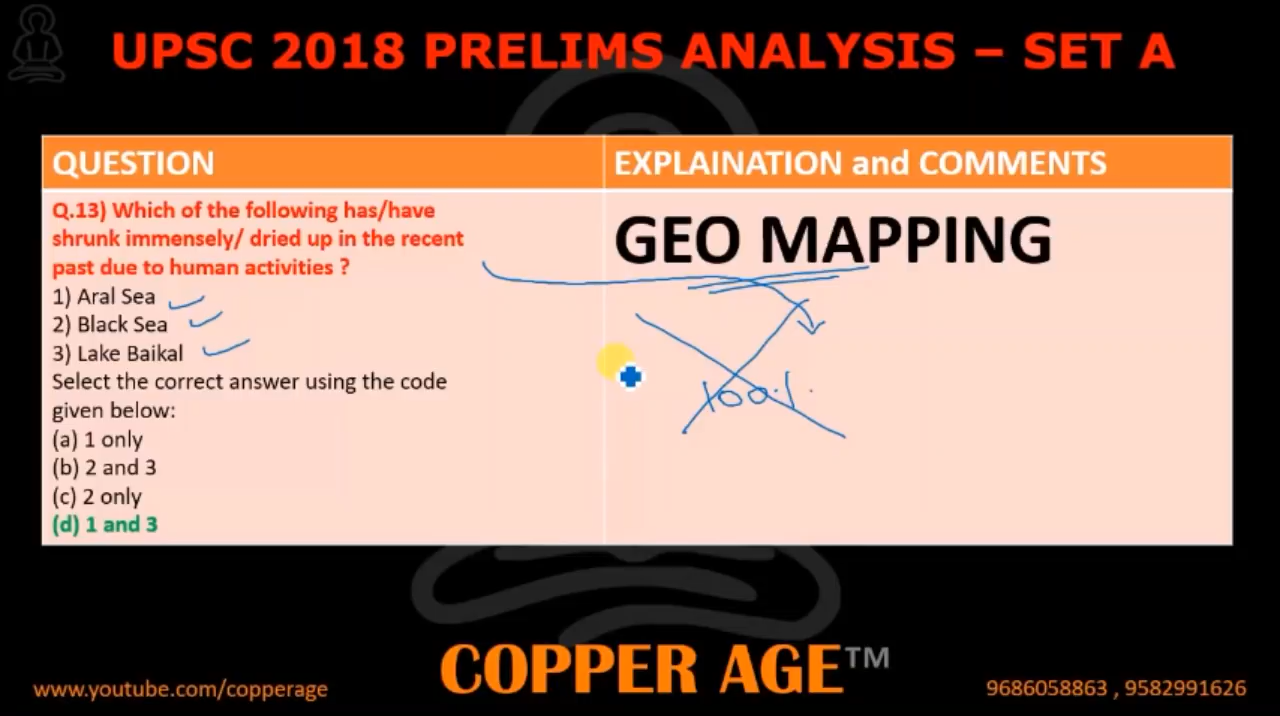 UPSC 2018 PRELIMS ANALYSIS – SET A
QUESTION
EXPLAINATION and COMMENTS
Q.13) Which of the following has/have
shrunk immensely/ dried up in the recent
past due to human activities ?
1) Aral Sea
2) Black Sea
3) Lake Baikal
Select the correct answer using the code
given below:
(a) 1 only
(b) 2 and 3
(c) 2 only
(d) 1 and 3
GEO MAPPING
100%
COPPER AGE™
www.youtube.com/copperage
9686058863 , 9582991626